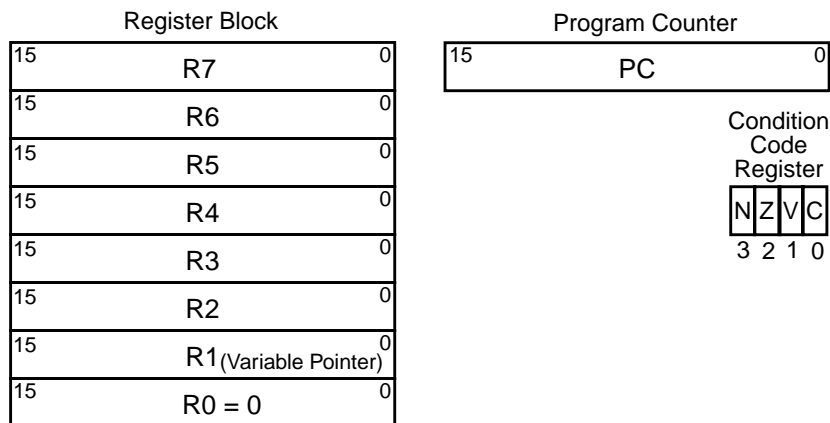 Register Block
15 R7 0
15 R6 0
15 R5 0
15 R4 0
15 R3 0
15 R2 0
15 R1(Variable Pointer) 0
15 R0 = 0 0
Program Counter
15 PC 0
Condition
Code
Register
N Z V C
3 2 1 0